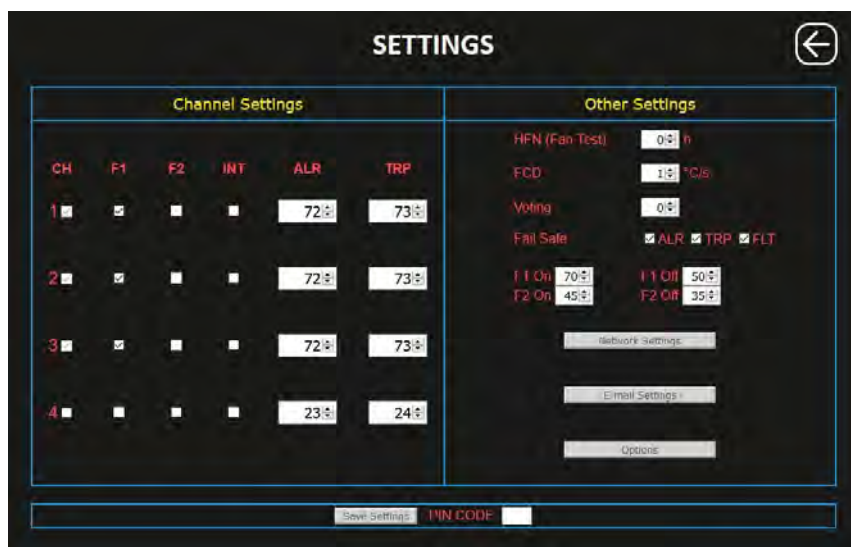 SETTINGS
Channel Settings
CH F1 F2 INT ALR TRP
1 72 73
2 72 73
3 72 73
4 23 24
Other Settings
HFN (Fan Test) 0 h
FCD 1 °C/s
Voting 0
Fail Safe ALR TRP FLT
F1 On 70 F1 Off 50
F2 On 45 F2 Off 35
Network Settings
E-mail Settings
Options
Save Settings PIN CODE